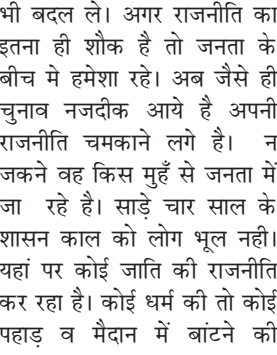 भी बदल ले। अगर राजनीति का
इतना ही शौक है तो जनता के
बीच मे हमेशा रहे। अब जैसे ही
चुनाव नजदीक आये है अपनी
राजनीति चमकाने लगे है। न
जकने वह किस मुहँ से जनता में
जा रहे है। साड़े चार साल के
शासन काल को लोग भूल नही।
यहां पर कोई जाति की राजनीति
कर रहा है। कोई धर्म की तो कोई
पहाड़ व मैदान में बांटने की